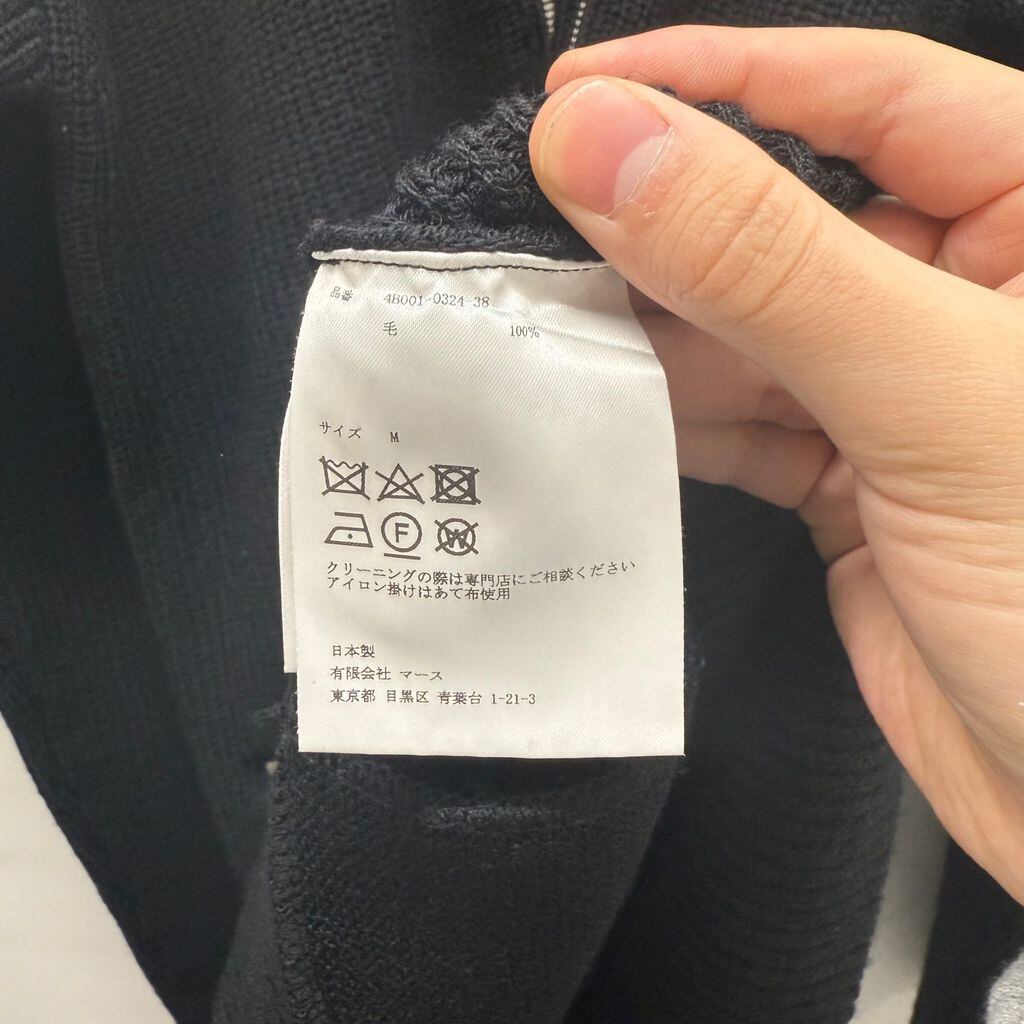 品番 4B001-0324-38
毛 100%
サイズ M
F
W
クリーニングの際は専門店にご相談ください
アイロン掛けはあて布使用
日本製
有限会社 マース
東京都 目黒区 青葉台 1-21-3